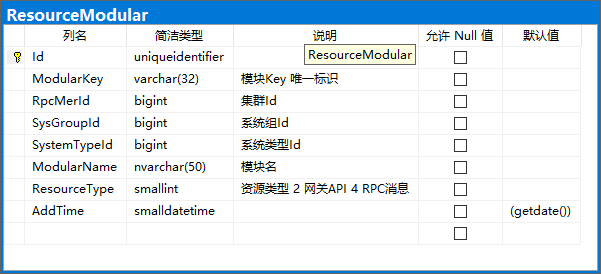 ResourceModular
列名 简洁类型 说明 允许 Null 值 默认值
Id uniqueidentifier
ResourceModular
ModularKey varchar(32) 模块Key 唯一标识
RpcMerId bigint 集群Id
SysGroupId bigint 系统组Id
SystemTypeId bigint 系统类型Id
ModularName nvarchar(50) 模块名
ResourceType smallint 资源类型 2 网关API 4 RPC消息
AddTime smalldatetime (getdate())